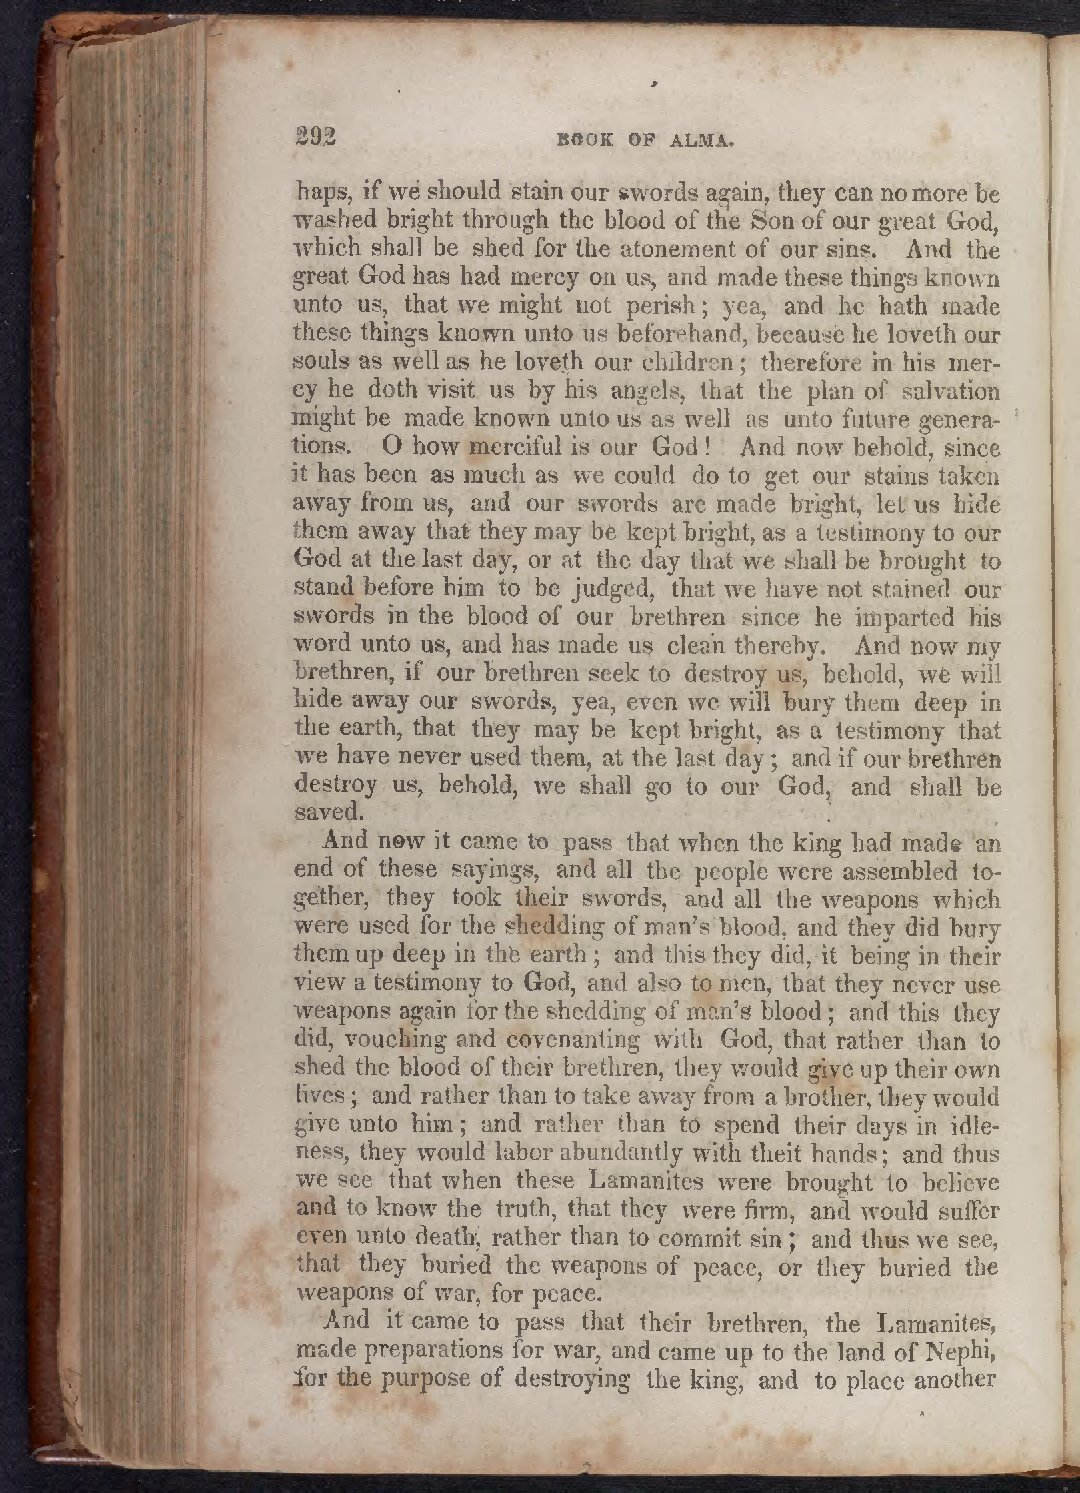 292 BOOK OF ALMA.
haps, if we should stain our swords again, they can no more be
washed bright through the blood of the Son of our great God,
which shall be shed for the atonement of our sins. And the
great God has had mercy on us, and made these things known
unto us, that we might not perish; yea, and he hath made
these things known unto us beforehand, because he loveth our
souls as well as he loveth our children; therefore in his mer-
cy he doth visit us by his angels, that the plan of salvation
might be made known unto us as well as unto future genera-
tions. O how merciful is our God! And now behold, since
it has been as much as we could do to get our stains taken
away from us, and our swords are made bright, let us hide
them away that they may be kept bright, as a testimony to our
God at the last day, or at the day that we shall be brought to
stand before him to be judged, that we have not stained our
swords in the blood of our brethren since he imparted his
word unto us, and has made us clean thereby. And now my
brethren, if our brethren seek to destroy us, behold, we will
hide away our swords, yea, even we will bury them deep in
the earth, that they may be kept bright, as a testimony that
we have never used them, at the last day; and if our brethren
destroy us, behold, we shall go to our God, and shall be
saved.
And now it came to pass that when the king had made an
end of these sayings, and all the people were assembled to-
gether, they took their swords, and all the weapons which
were used for the shedding of man's blood, and they did bury
them up deep in the earth; and this they did, it being in their
view a testimony to God, and also to men, that they never use
weapons again for the shedding of man's blood; and this they
did, vouching and covenanting with God, that rather than to
shed the blood of their brethren, they would give up their own
lives; and rather than to take away from a brother, they would
give unto him; and rather than to spend their days in idle-
ness, they would labor abundantly with theit hands; and thus
we see that when these Lamanites were brought to believe
and to know the truth, that they were firm, and would suffer
even unto death, rather than to commit sin; and thus we see,
that they buried the weapons of peace, or they buried the
weapons of war, for peace.
And it came to pass that their brethren, the Lamanites,
made preparations for war, and came up to the land of Nephi,
for the purpose of destroying the king, and to place another